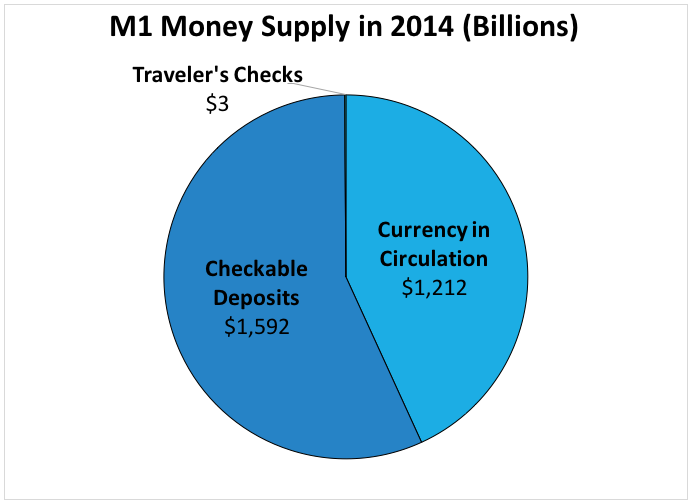 M1 Money Supply in 2014 (Billions)
Traveler's Checks
$3
Currency in
Circulation
$1,212
Checkable
Deposits
$1,592